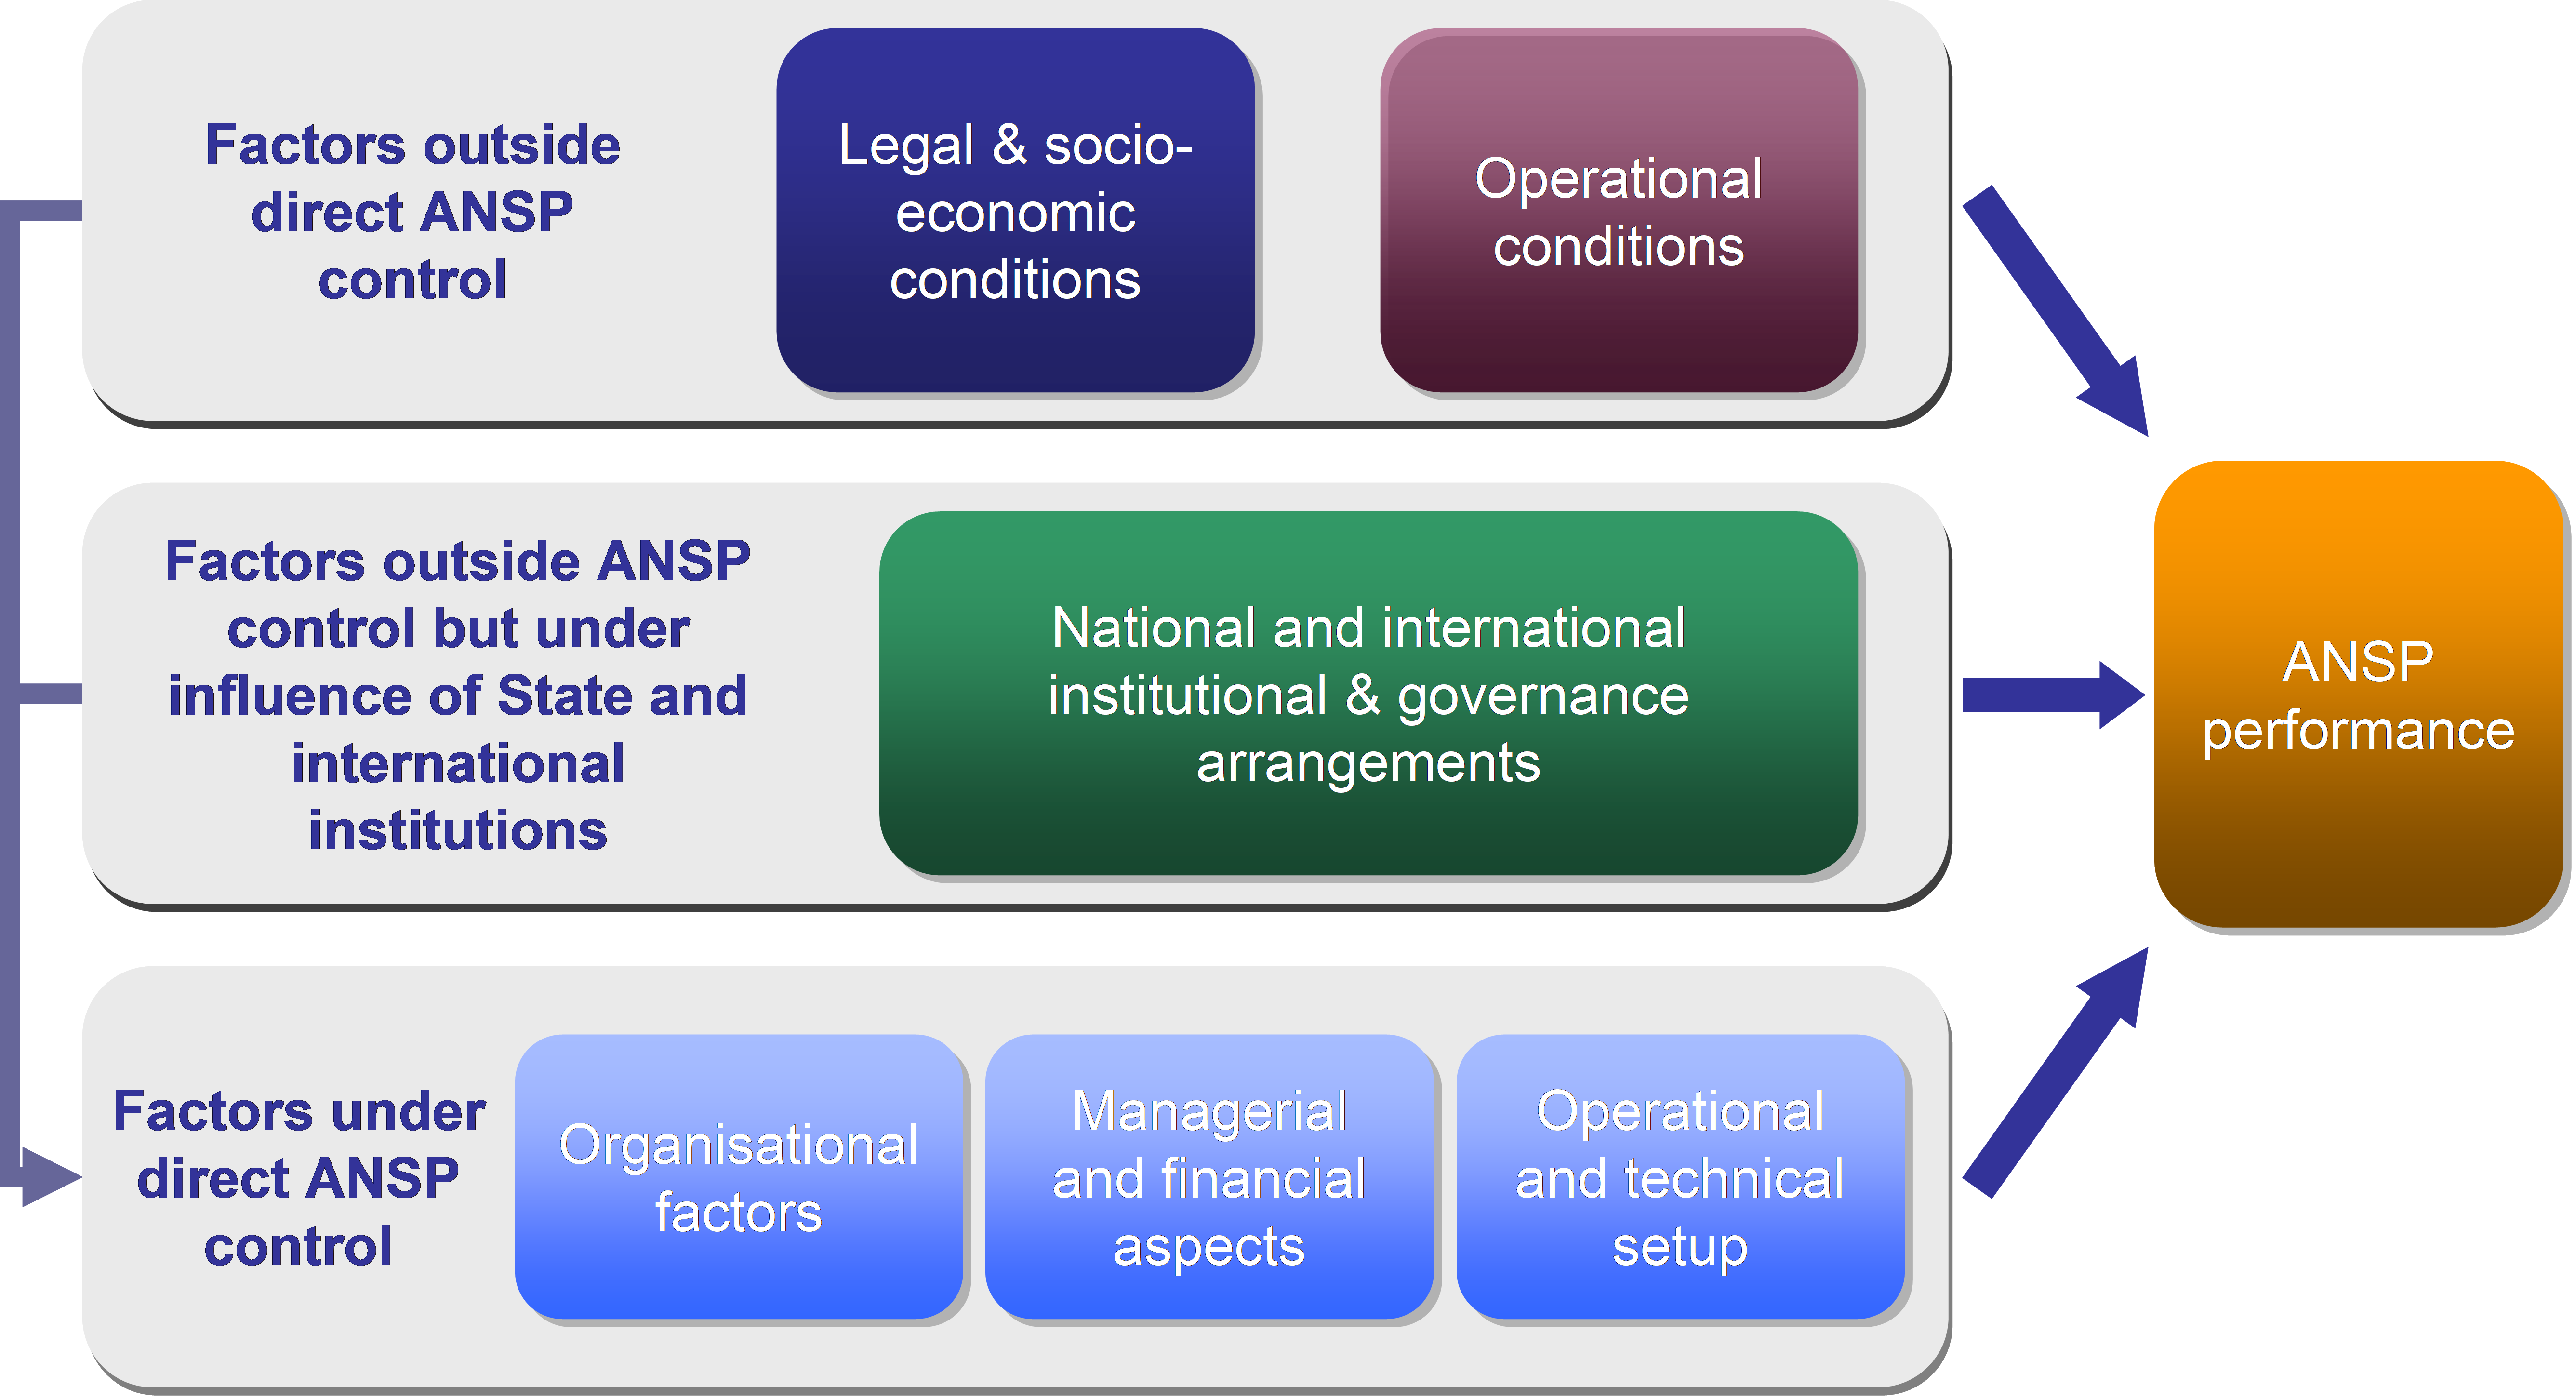 Factors outside
direct ANSP
control
Legal & socio-
economic
conditions
Operational
conditions
Factors outside ANSP
control but under
influence of State and
international
institutions
National and international
institutional & governance
arrangements
ANSP
performance
Factors under
direct ANSP
control
Organisational
factors
Managerial
and financial
aspects
Operational
and technical
setup